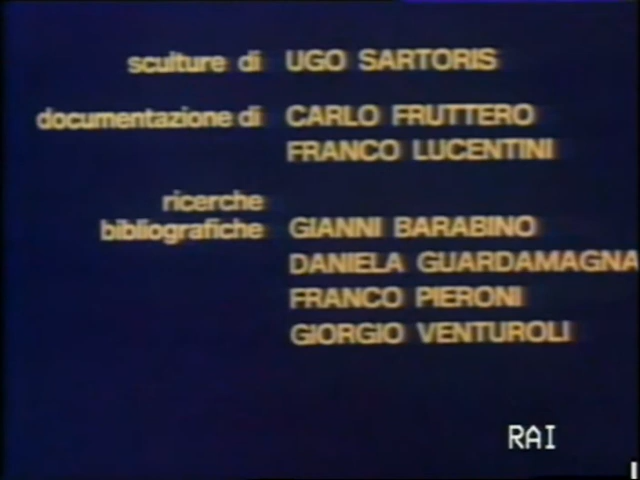 sculture di UGO SARTORIS
documentazione di CARLO FRUTTERO
FRANCO LUCENTINI
ricerche
bibliografiche GIANNI BARABINO
DANIELA GUARDAMAGNA
FRANCO PIERONI
GIORGIO VENTUROLI
RAI